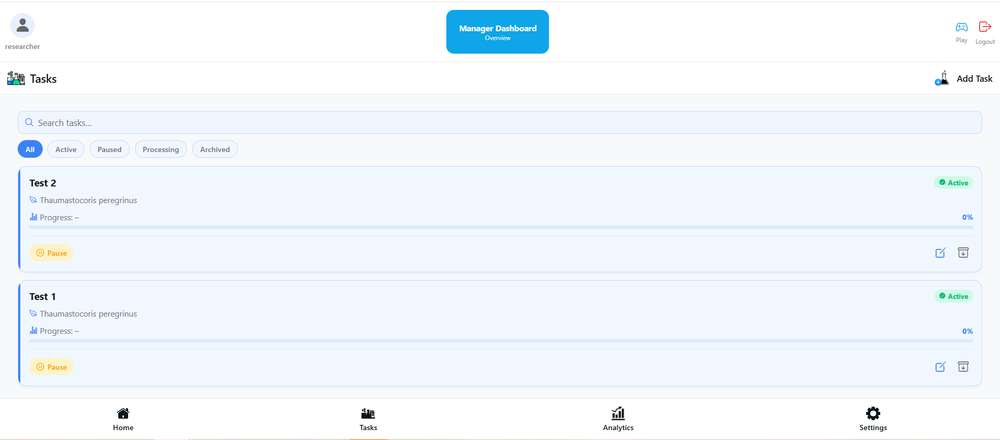 Manager Dashboard
Overview
researcher
Play
Logout
Tasks
Add Task
Search tasks...
All
Active
Paused
Processing
Archived
Test 2
Active
Thaumastocoris peregrinus
Progress: –
0%
Pause
Test 1
Active
Thaumastocoris peregrinus
Progress: –
0%
Pause
Home
Tasks
Analytics
Settings